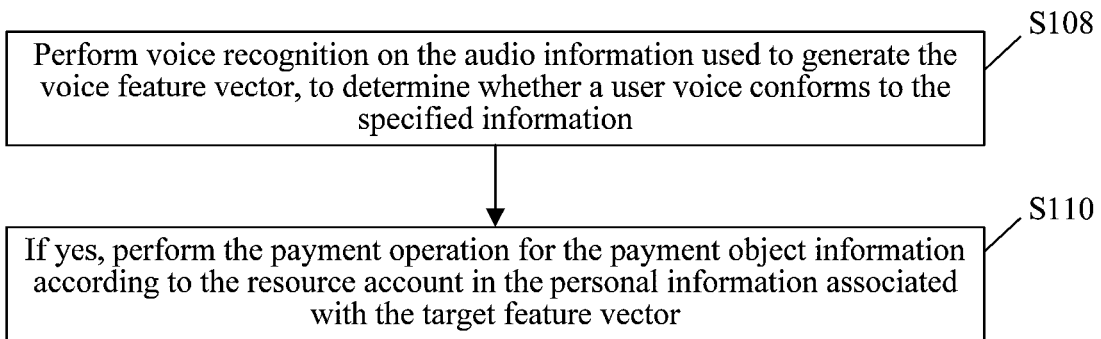 S108
Perform voice recognition on the audio information used to generate the
voice feature vector, to determine whether a user voice conforms to the
specified information
S110
If yes, perform the payment operation for the payment object information
according to the resource account in the personal information associated
with the target feature vector